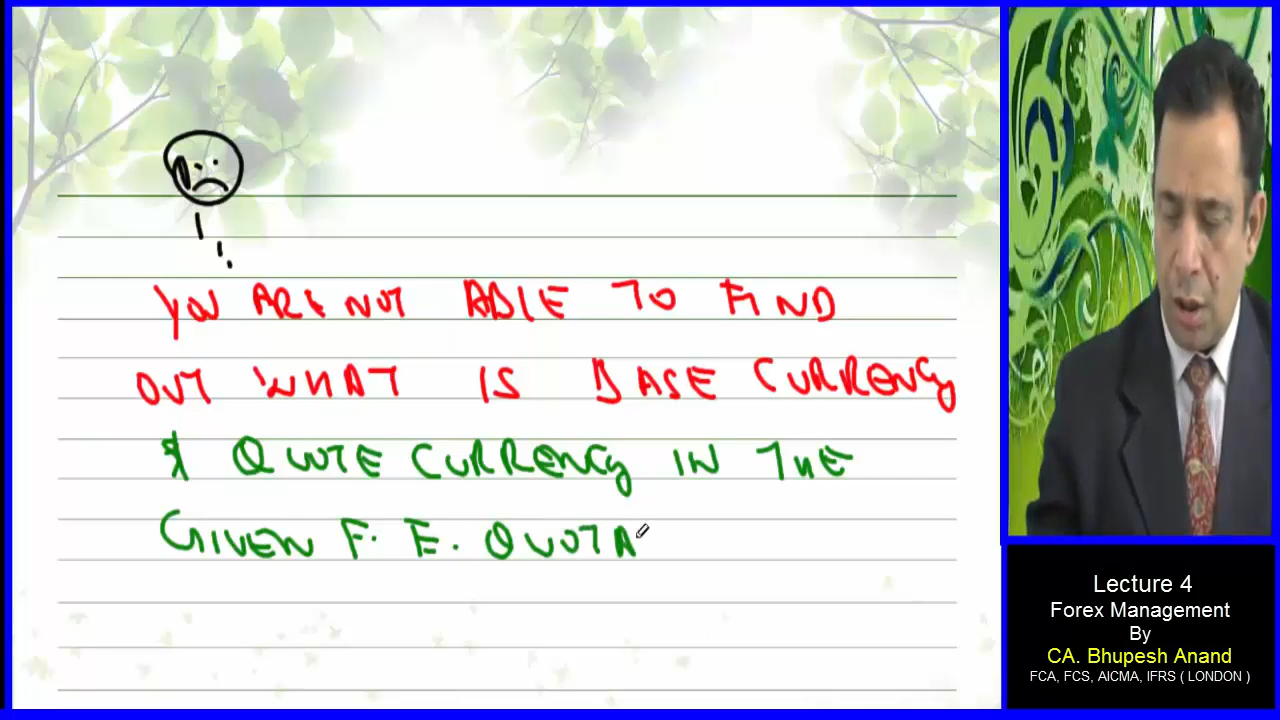 YOU ARE NOT ABLE TO FIND
OUT WHAT IS BASE CURRENCY
& QUOTE CURRENCY IN THE
GIVEN F. E. QUOTA
Lecture 4
Forex Management
By
CA. Bhupesh Anand
FCA, FCS, AICMA, IFRS ( LONDON )